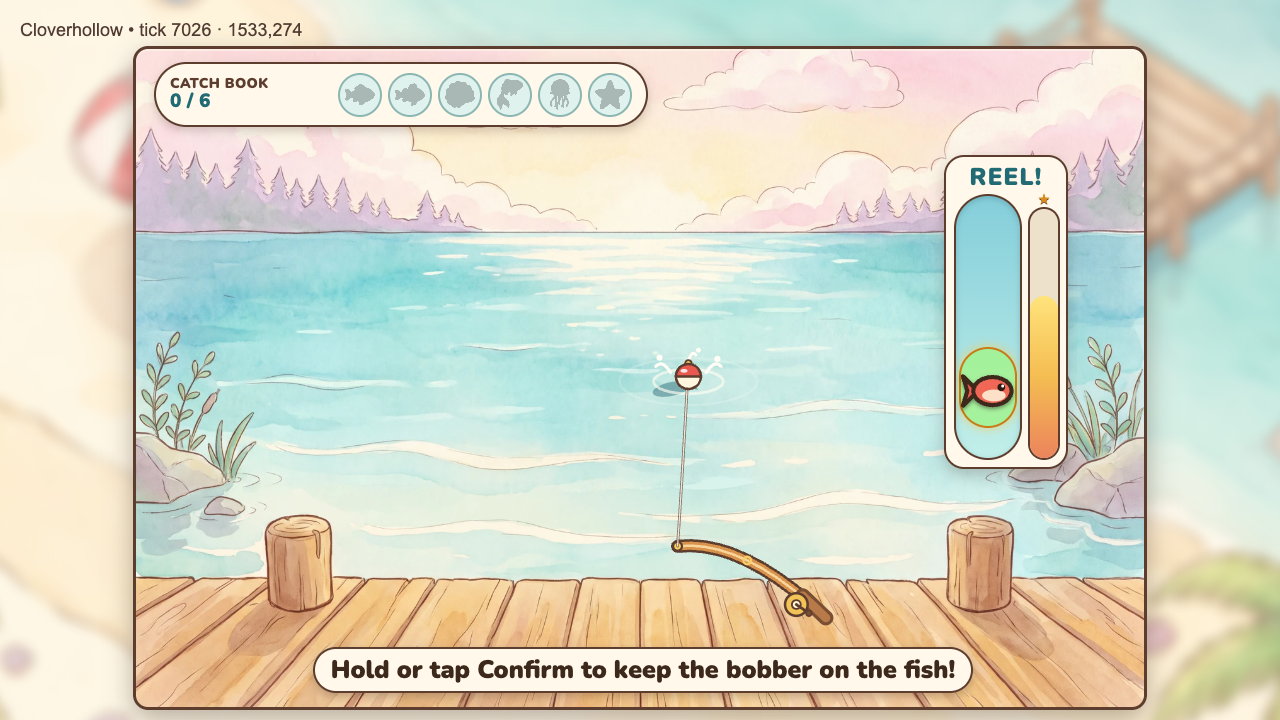 Cloverhollow • tick 7026 · 1533,274
CATCH BOOK
0 / 6
REEL!
Hold or tap Confirm to keep the bobber on the fish!